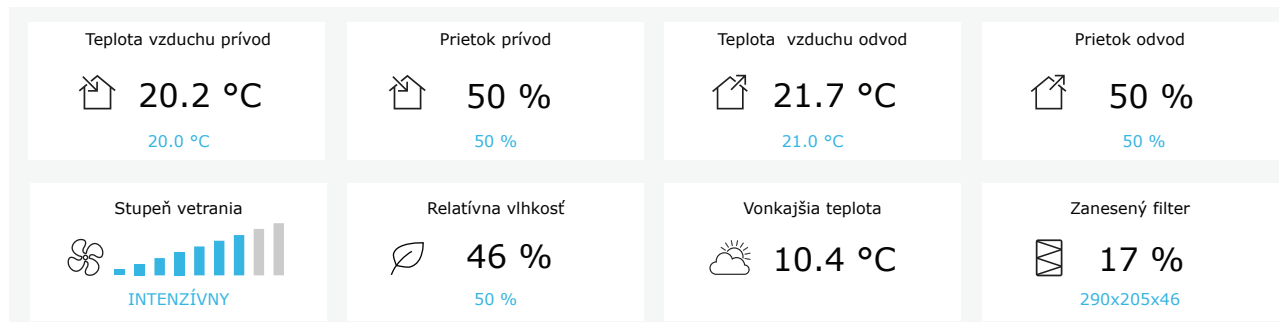 Teplota vzduchu prívod
20.2 °C
20.0 °C
Prietok prívod
50 %
50 %
Teplota vzduchu odvod
21.7 °C
21.0 °C
Prietok odvod
50 %
50 %
Stupeň vetrania
INTENZÍVNY
Relatívna vlhkosť
46 %
50 %
Vonkajšia teplota
10.4 °C
Zanesený filter
17 %
290x205x46